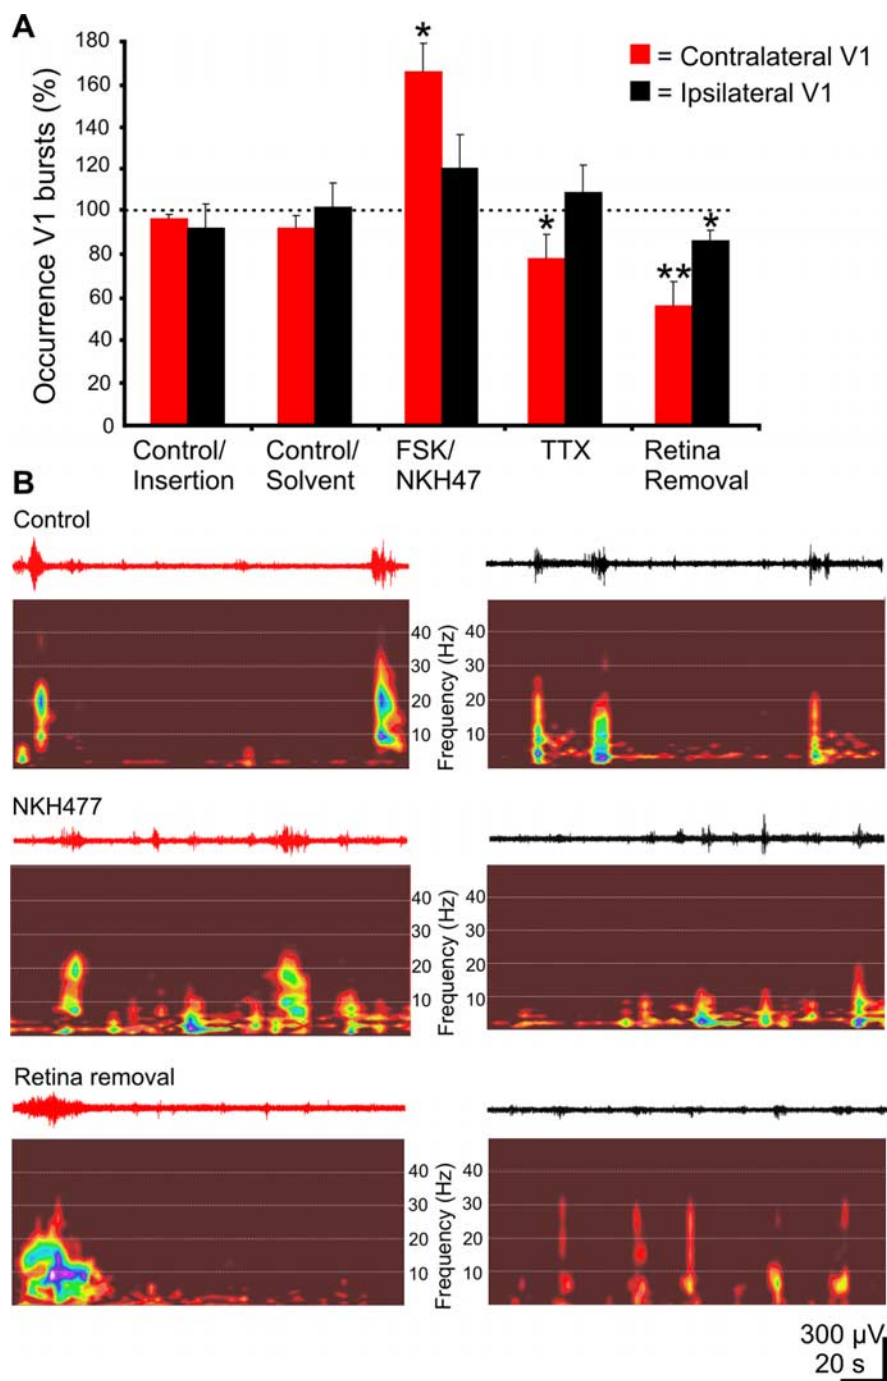 A
Occurrence V1 bursts (%)
180
160
140
120
100
80
60
40
20
0
*
*
**
*
= Contralateral V1
= Ipsilateral V1
Control/
Insertion
Control/
Solvent
FSK/
NKH47
TTX
Retina
Removal
B
Control
Frequency (Hz)
40
30
20
10
40
30
20
10
NKH477
Frequency (Hz)
40
30
20
10
40
30
20
10
Retina removal
Frequency (Hz)
40
30
20
10
40
30
20
10
300 µV
20 s